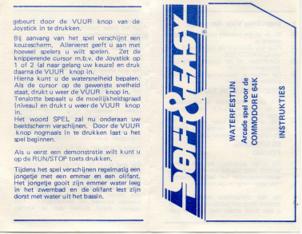 gebeurt door de VUUR knop van de
Joystick in te drukken.
Bij aanvang van het spel verschijnt een
keuzescherm. Allereerst geeft u aan met
hoeveel spelers u wilt spelen. Zet de
knipperende cursor m.b.v. de Joystick op
1 of 2 (al naar gelang uw keuze) en druk
daarna de VUUR knop in.
Hierna kunt u de watersnelheid bepalen.
Als de cursor op de gewenste snelheid
staat, drukt u weer de VUUR knop in.
Tenslotte bepaalt u de moeilijkheidsgraad
(niveau) en drukt u weer de VUUR knop
in.
Het woord SPEL zal nu onderaan uw
beeldscherm verschijnen. Door de VUUR
knop nogmaals in te drukken laat u het
spel beginnen.
Als u eerst een demonstratie wilt kunt u
op de RUN/STOP toets drukken.
Tijdens het spel verschijnen regelmatig een
jongetje met een emmer en een olifant.
Het jongetje gooit zijn emmer water leeg
in het zwembad en de olifant lest zijn
dorst met water uit het bassin.
SOFT & EASY
WATERFESTIJN
Arcade spel voor de
COMMODORE 64K
INSTRUKTIES